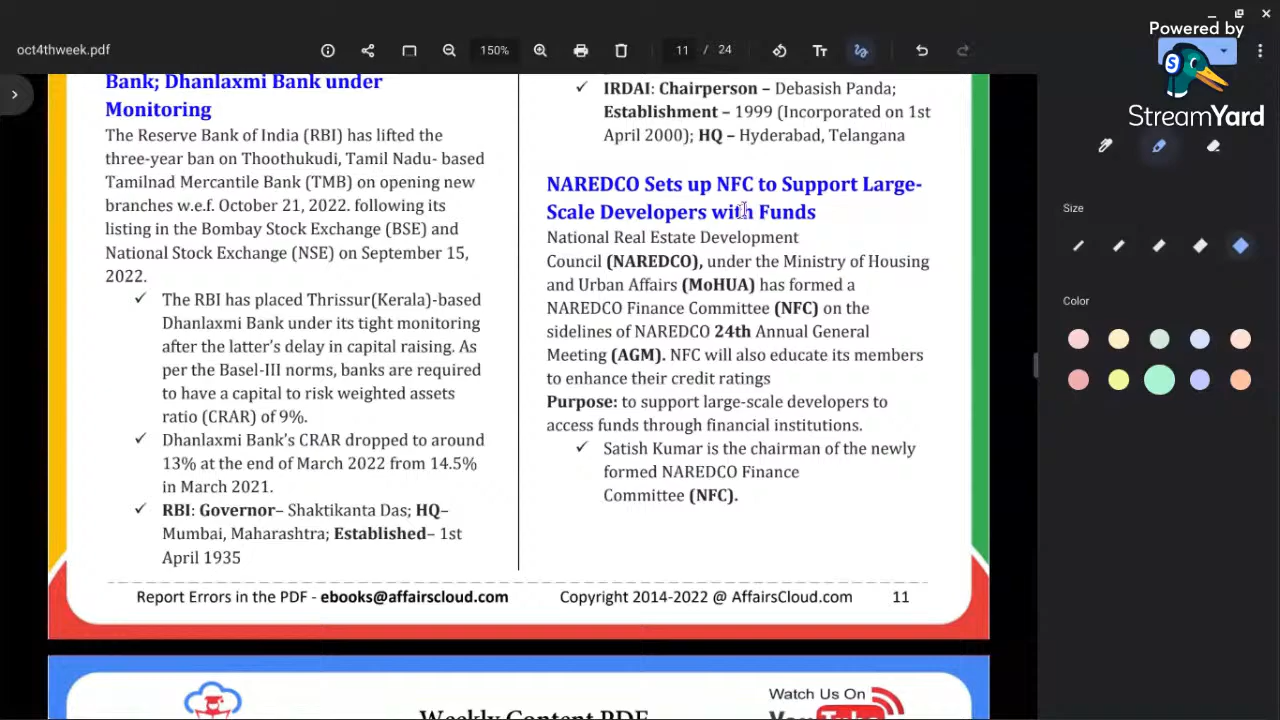 Powered by
StreamYard
oct4thweek.pdf
150%
11 / 24
Bank; Dhanlaxmi Bank under
Monitoring
The Reserve Bank of India (RBI) has lifted the
three-year ban on Thoothukudi, Tamil Nadu- based
Tamilnad Mercantile Bank (TMB) on opening new
branches w.e.f. October 21, 2022. following its
listing in the Bombay Stock Exchange (BSE) and
National Stock Exchange (NSE) on September 15,
2022.
✓ The RBI has placed Thrissur(Kerala)-based
Dhanlaxmi Bank under its tight monitoring
after the latter's delay in capital raising. As
per the Basel-III norms, banks are required
to have a capital to risk weighted assets
ratio (CRAR) of 9%.
✓ Dhanlaxmi Bank's CRAR dropped to around
13% at the end of March 2022 from 14.5%
in March 2021.
✓ RBI: Governor– Shaktikanta Das; HQ–
Mumbai, Maharashtra; Established– 1st
April 1935
✓ IRDAI: Chairperson – Debasish Panda;
Establishment – 1999 (Incorporated on 1st
April 2000); HQ – Hyderabad, Telangana
NAREDCO Sets up NFC to Support Large-
Scale Developers with Funds
National Real Estate Development
Council (NAREDCO), under the Ministry of Housing
and Urban Affairs (MoHUA) has formed a
NAREDCO Finance Committee (NFC) on the
sidelines of NAREDCO 24th Annual General
Meeting (AGM). NFC will also educate its members
to enhance their credit ratings
Purpose: to support large-scale developers to
access funds through financial institutions.
✓ Satish Kumar is the chairman of the newly
formed NAREDCO Finance
Committee (NFC).
Report Errors in the PDF - ebooks@affairscloud.com
Copyright 2014-2022 @ AffairsCloud.com
11
Weekly Content PDF
Watch Us On
Size
Color